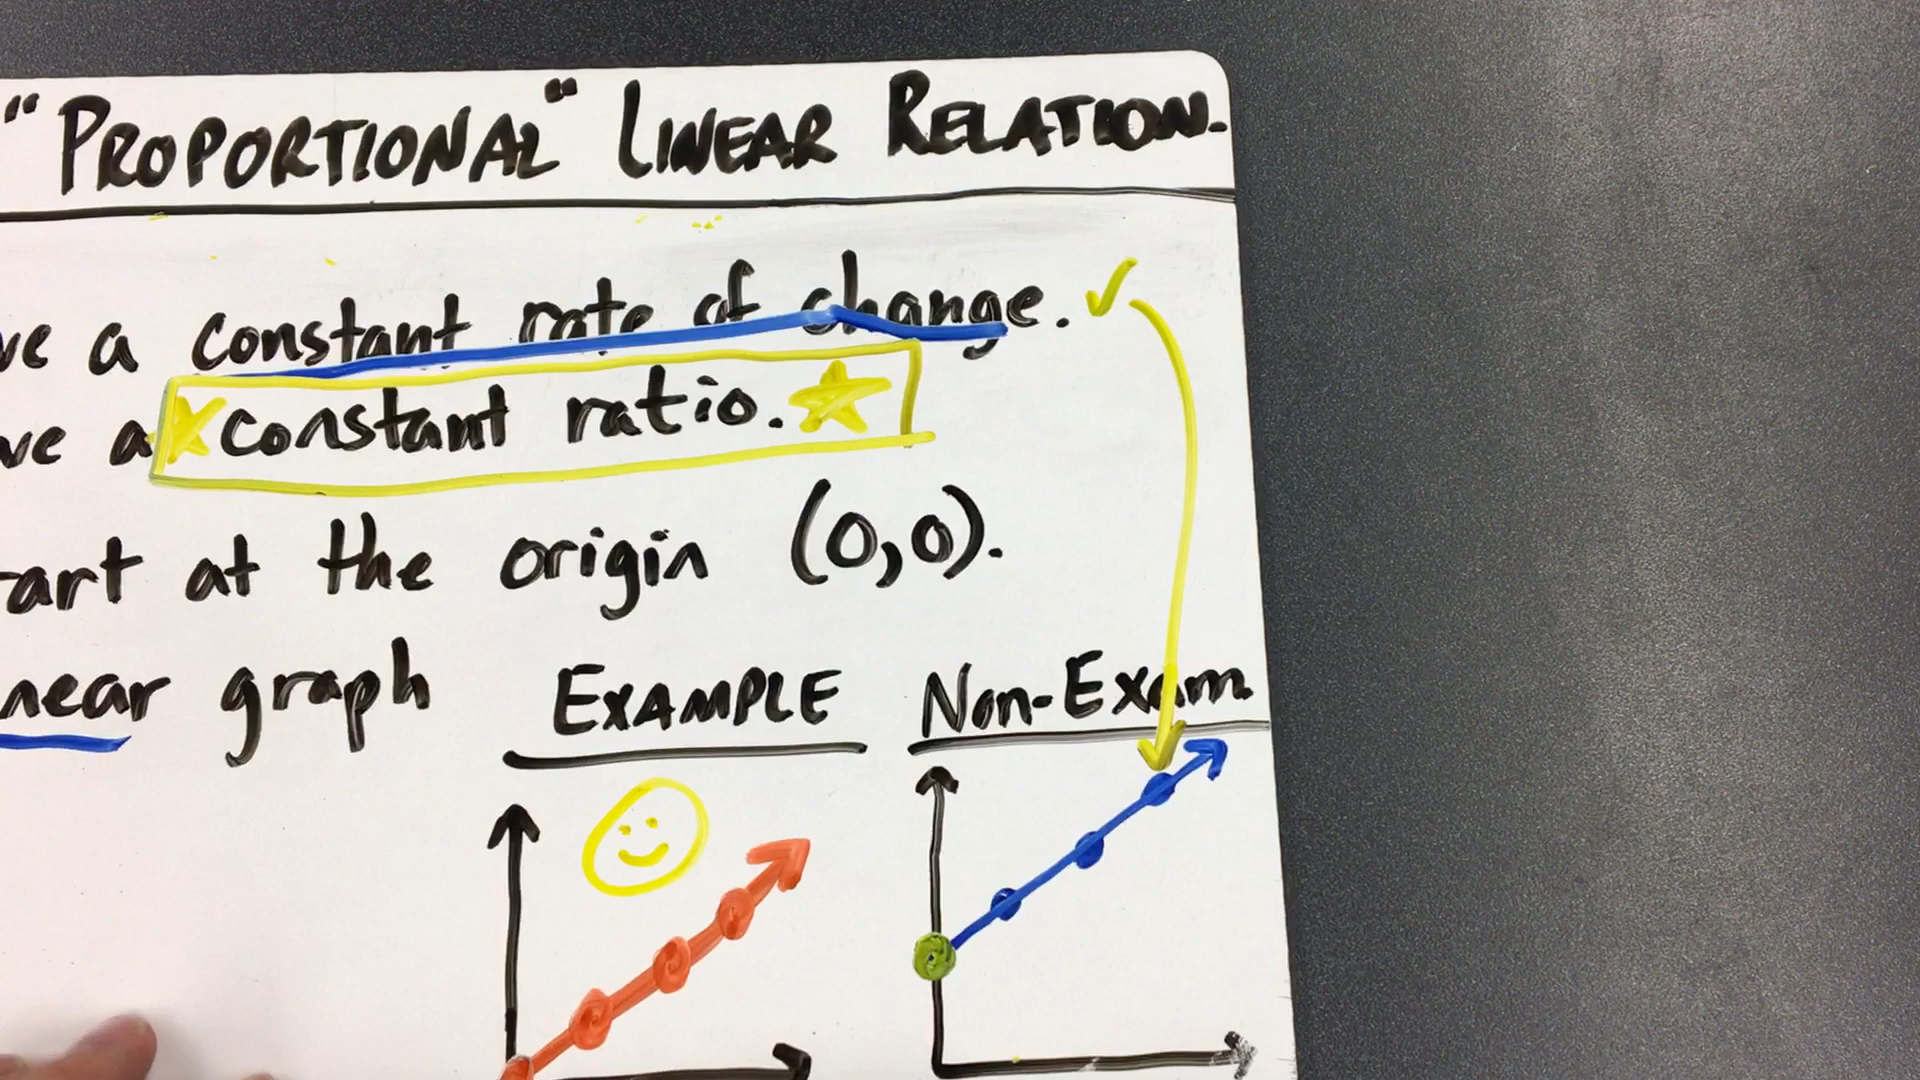 "PROPORTIONAL" LINEAR RELATION.
ve a constant rate of change.
ve a constant ratio.
tart at the origin (0,0).
near graph
EXAMPLE
Non-Exam.